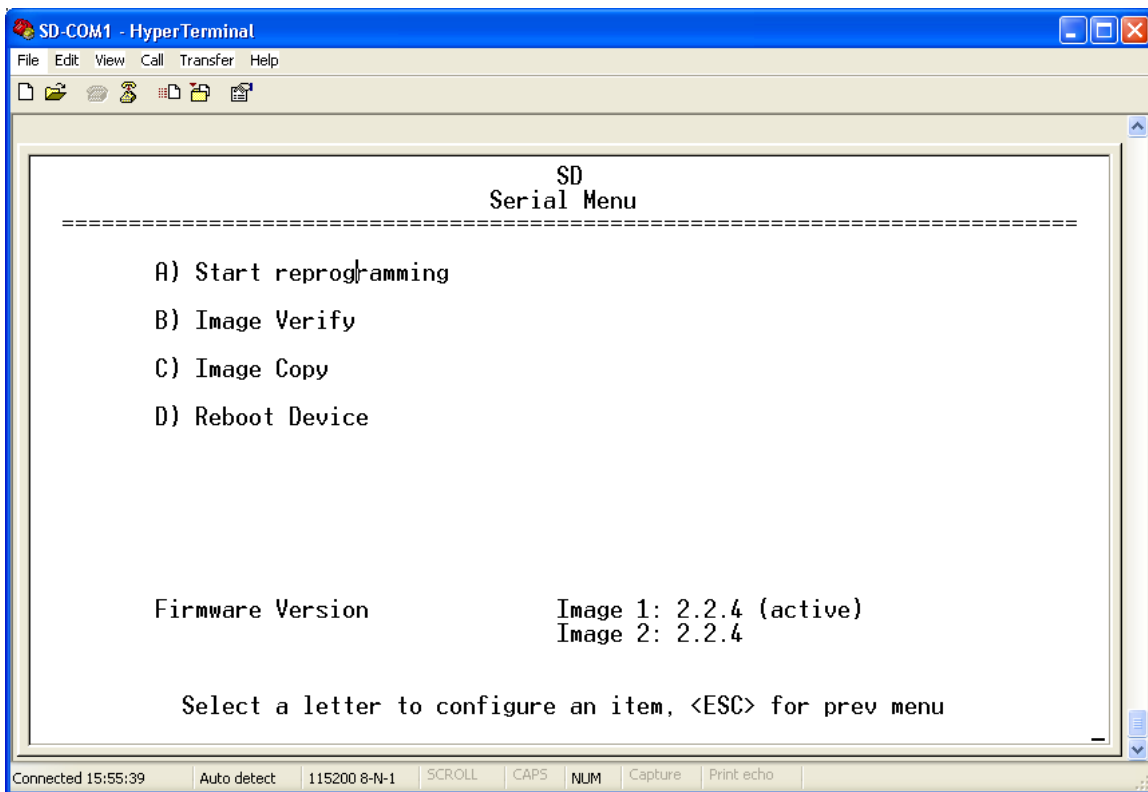 SD-COM1 - HyperTerminal
File Edit View Call Transfer Help
SD
Serial Menu
============================================================================
A) Start reprogramming
B) Image Verify
C) Image Copy
D) Reboot Device
Firmware Version Image 1: 2.2.4 (active)
Image 2: 2.2.4
Select a letter to configure an item, <ESC> for prev menu
Connected 15:55:39 Auto detect 115200 8-N-1 SCROLL CAPS NUM Capture Print echo